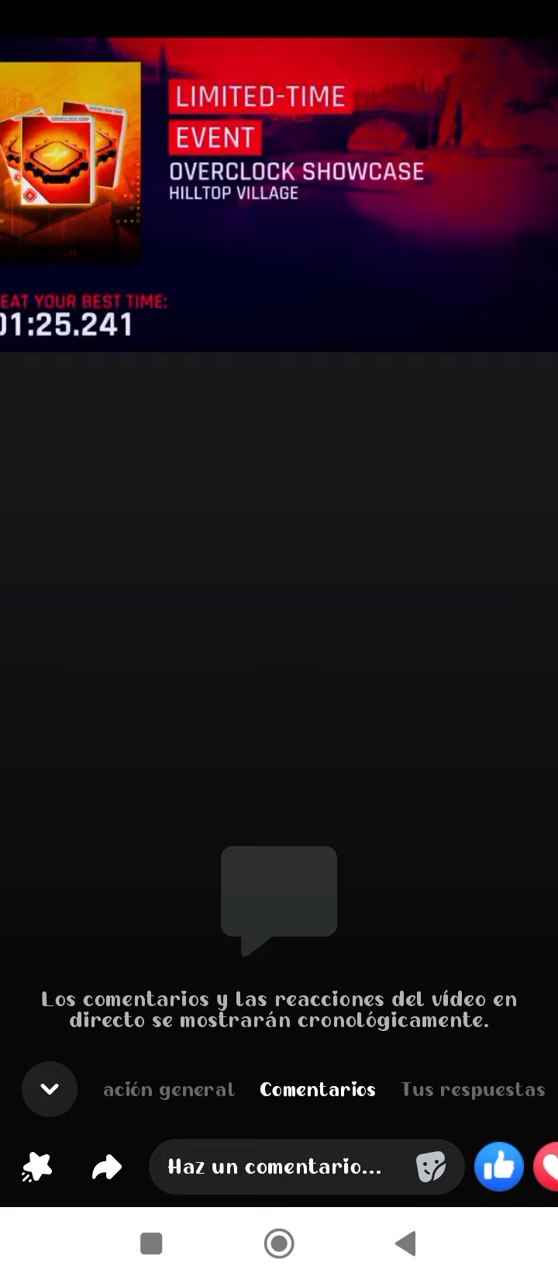 LIMITED-TIME
EVENT
OVERCLOCK SHOWCASE
HILLTOP VILLAGE
EAT YOUR BEST TIME:
01:25.241
Los comentarios y las reacciones del vídeo en
directo se mostrarán cronológicamente.
ación general Comentarios Tus respuestas
Haz un comentario...